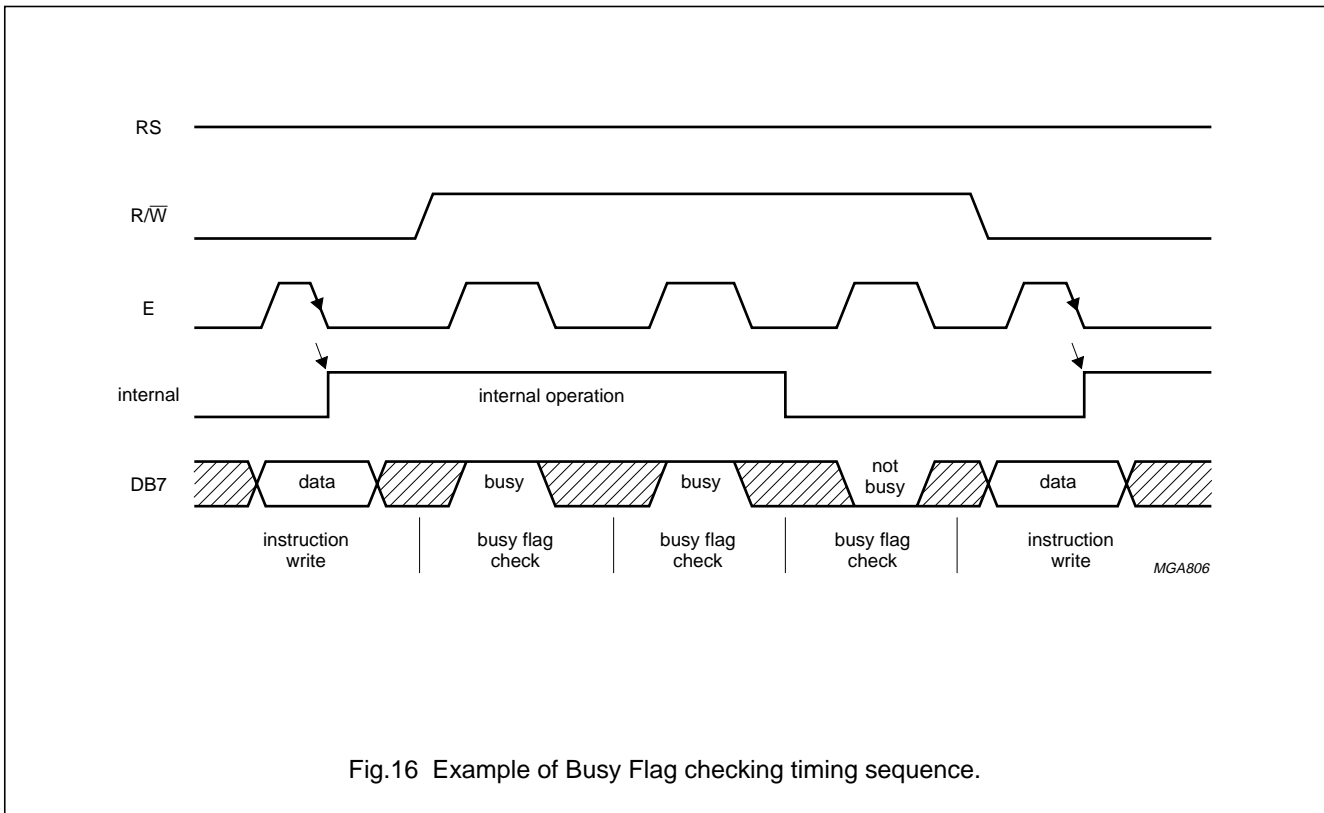 RS
R/W̅
E
internal
internal operation
DB7
data
busy
busy
not
busy
data
instruction
write
busy flag
check
busy flag
check
busy flag
check
instruction
write
MGA806
Fig.16 Example of Busy Flag checking timing sequence.